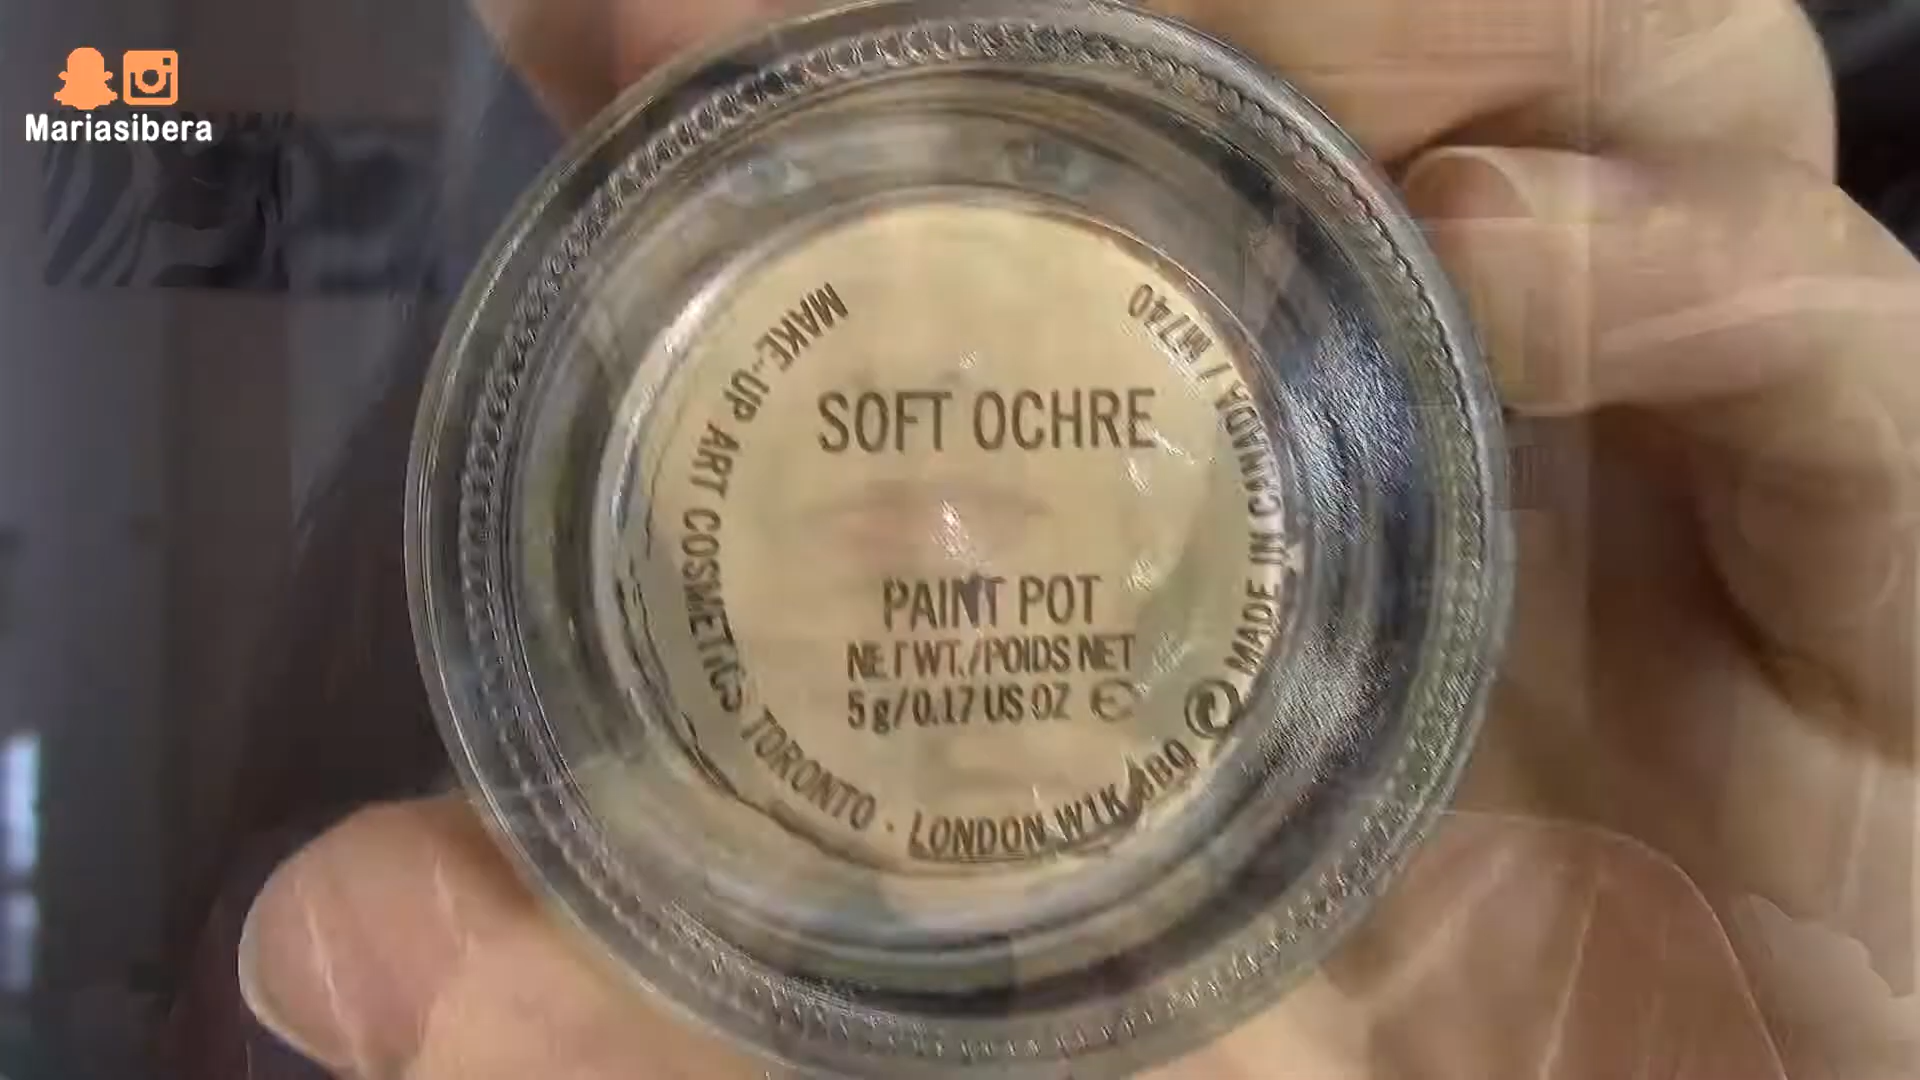 Mariasibera
SOFT OCHRE
PAINT POT
NET WT./POIDS NET
5 g/0.17 US OZ
MAKE-UP ART COSMETICS TORONTO · LONDON W1K
MADE IN CANADA / M740